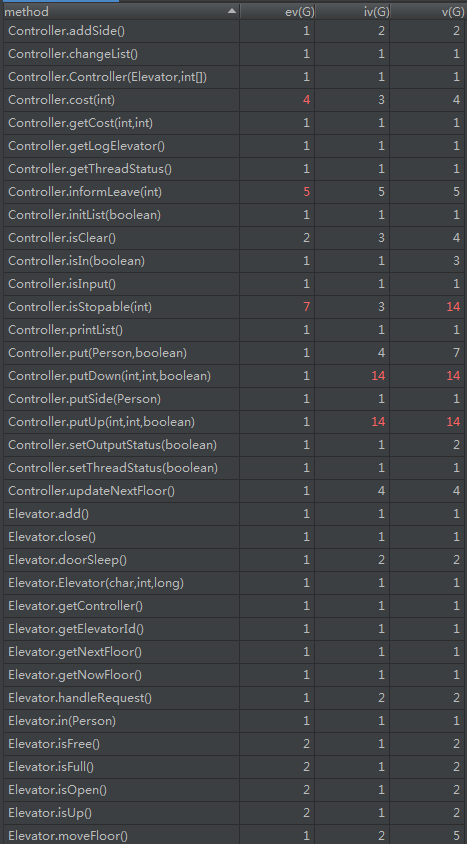 method ev(G) iv(G) v(G)
Controller.addSide() 1 2 2
Controller.changeList() 1 1 1
Controller.Controller(Elevator,int[]) 1 1 1
Controller.cost(int) 4 3 4
Controller.getCost(int,int) 1 1 1
Controller.getLogElevator() 1 1 1
Controller.getThreadStatus() 1 1 1
Controller.informLeave(int) 5 5 5
Controller.initList(boolean) 1 1 1
Controller.isClear() 2 3 4
Controller.isIn(boolean) 1 1 3
Controller.isInput() 1 1 1
Controller.isStopable(int) 7 3 14
Controller.printList() 1 1 1
Controller.put(Person,boolean) 1 4 7
Controller.putDown(int,int,boolean) 1 14 14
Controller.putSide(Person) 1 1 1
Controller.putUp(int,int,boolean) 1 14 14
Controller.setOutputStatus(boolean) 1 1 2
Controller.setThreadStatus(boolean) 1 1 1
Controller.updateNextFloor() 1 4 4
Elevator.add() 1 1 1
Elevator.close() 1 1 1
Elevator.doorSleep() 1 2 2
Elevator.Elevator(char,int,long) 1 1 1
Elevator.getController() 1 1 1
Elevator.getElevatorId() 1 1 1
Elevator.getNextFloor() 1 1 1
Elevator.getNowFloor() 1 1 1
Elevator.handleRequest() 1 2 2
Elevator.in(Person) 1 1 1
Elevator.isFree() 2 1 2
Elevator.isFull() 2 1 2
Elevator.isOpen() 2 1 2
Elevator.isUp() 2 1 2
Elevator.moveFloor() 1 2 5